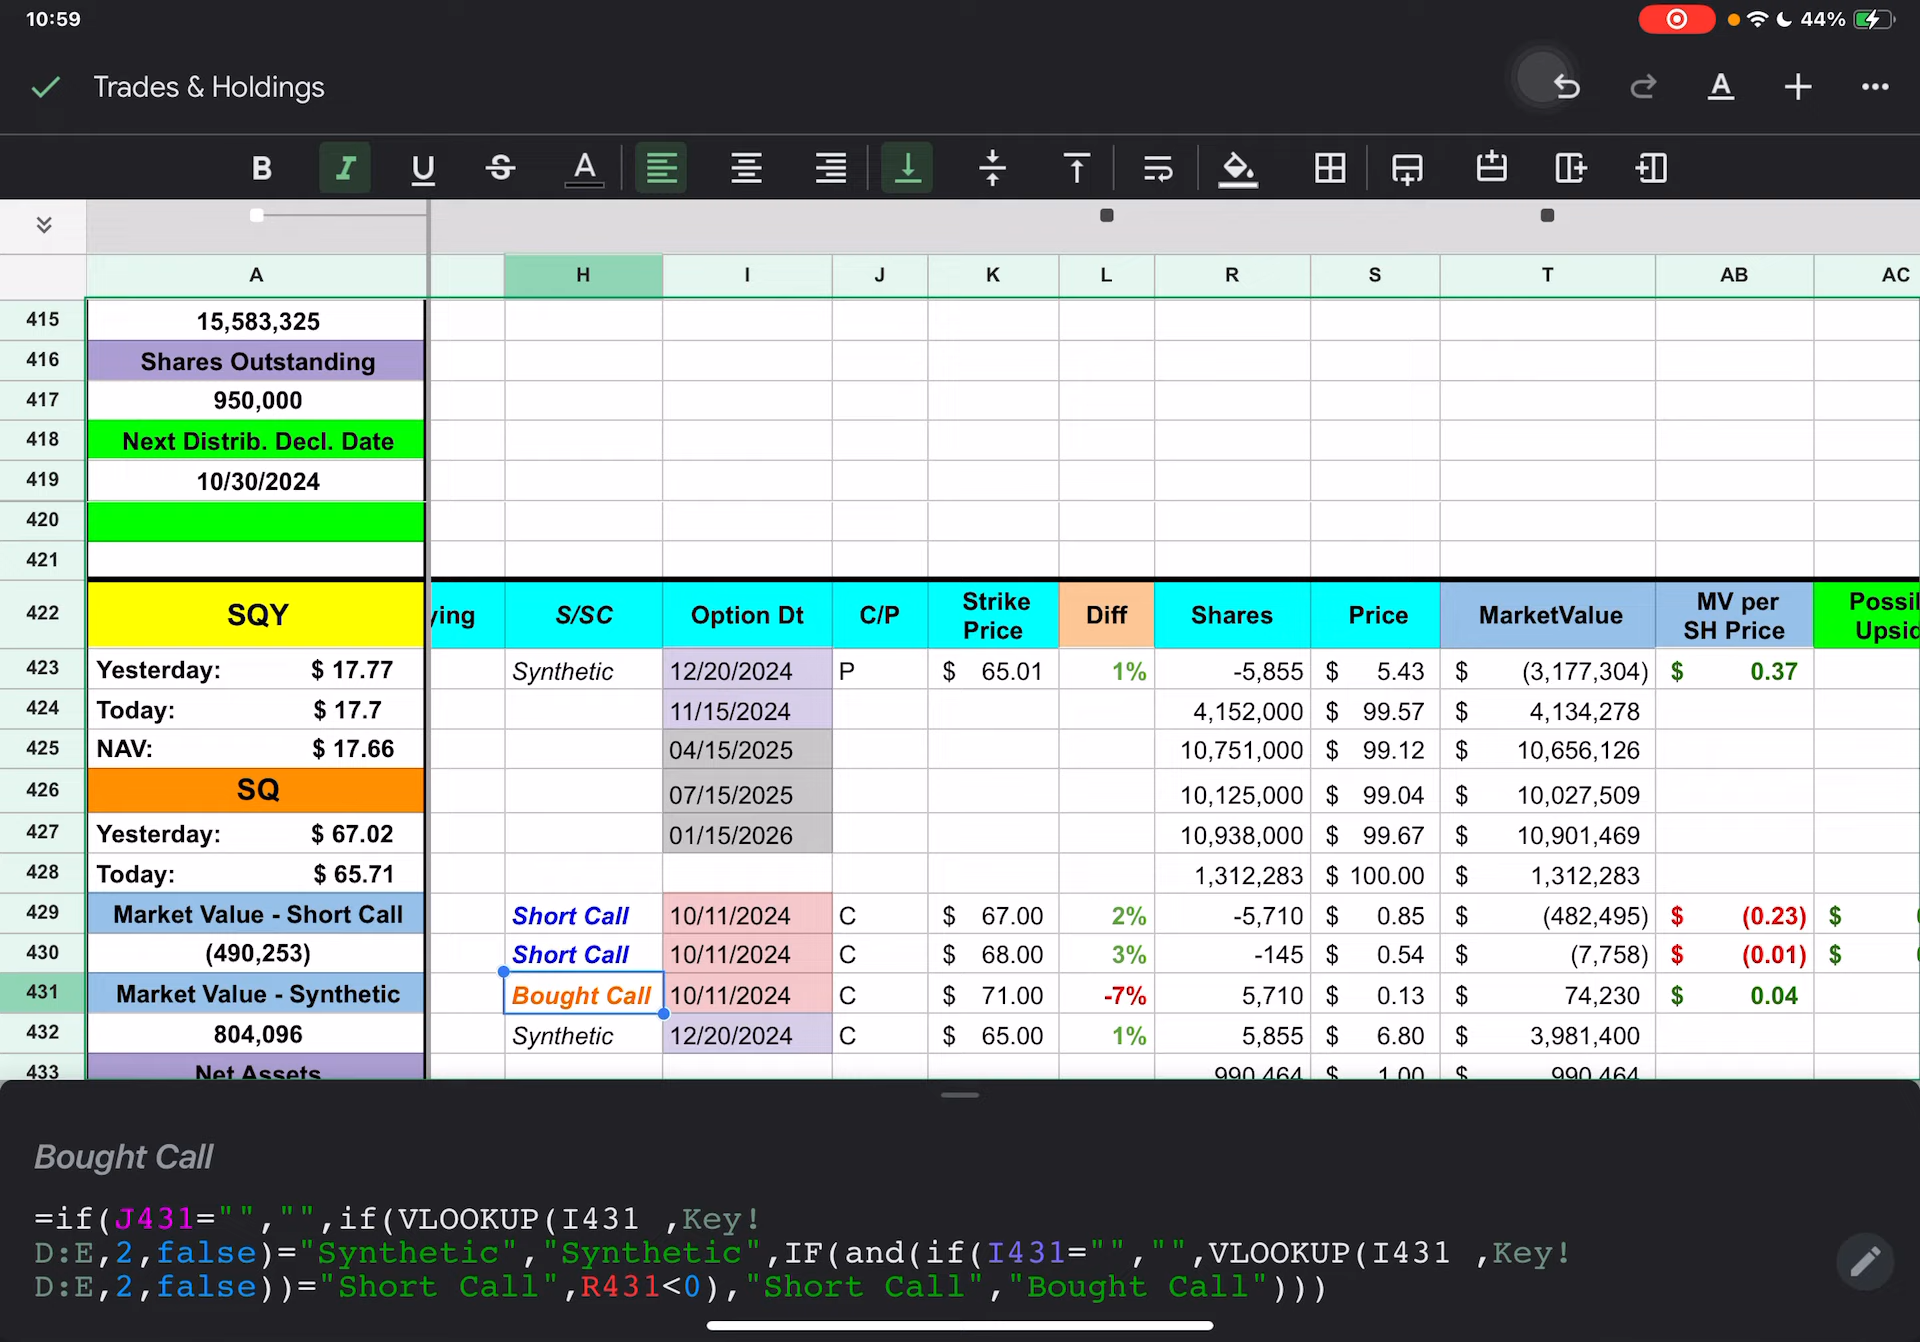 10:59
44%
Trades & Holdings
B I U S A
A H I J K L R S T AB AC
415 15,583,325
416 Shares Outstanding
417 950,000
418 Next Distrib. Decl. Date
419 10/30/2024
420
421
422 SQY ying S/SC Option Dt C/P Strike Price Diff Shares Price MarketValue MV per SH Price Possil Upsid
423 Yesterday: $ 17.77 Synthetic 12/20/2024 P $ 65.01 1% -5,855 $ 5.43 $ (3,177,304) $ 0.37
424 Today: $ 17.7 11/15/2024 4,152,000 $ 99.57 $ 4,134,278
425 NAV: $ 17.66 04/15/2025 10,751,000 $ 99.12 $ 10,656,126
426 SQ 07/15/2025 10,125,000 $ 99.04 $ 10,027,509
427 Yesterday: $ 67.02 01/15/2026 10,938,000 $ 99.67 $ 10,901,469
428 Today: $ 65.71 1,312,283 $ 100.00 $ 1,312,283
429 Market Value - Short Call Short Call 10/11/2024 C $ 67.00 2% -5,710 $ 0.85 $ (482,495) $ (0.23) $
430 (490,253) Short Call 10/11/2024 C $ 68.00 3% -145 $ 0.54 $ (7,758) $ (0.01) $
431 Market Value - Synthetic Bought Call 10/11/2024 C $ 71.00 -7% 5,710 $ 0.13 $ 74,230 $ 0.04
432 804,096 Synthetic 12/20/2024 C $ 65.00 1% 5,855 $ 6.80 $ 3,981,400
433 Net Assets 990,464 $ 1.00 $ 990,464
Bought Call
=if(J431="","",if(VLOOKUP(I431 ,Key!
D:E,2,false)="Synthetic","Synthetic",IF(and(if(I431="","",VLOOKUP(I431 ,Key!
D:E,2,false))="Short Call",R431<0),"Short Call","Bought Call")))